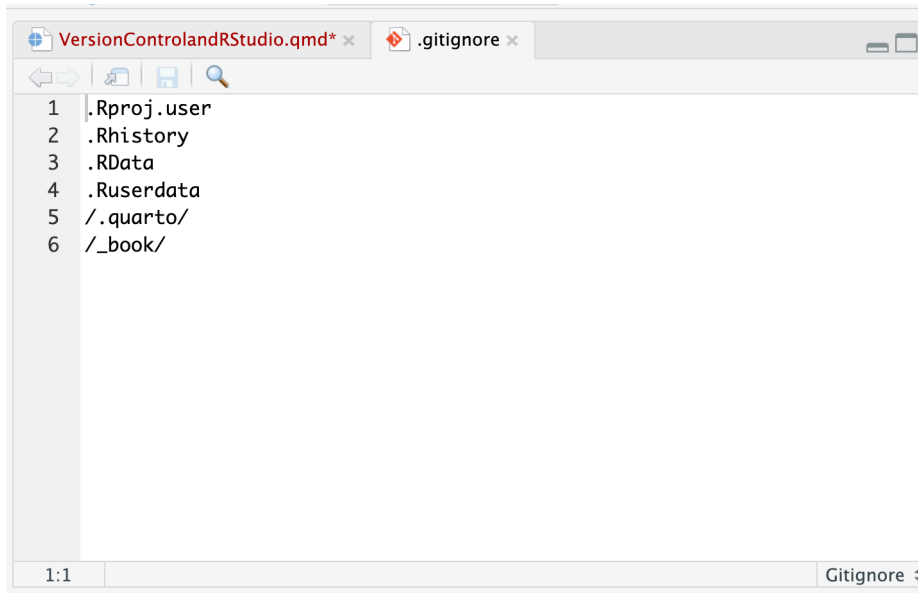 VersionControlandRStudio.qmd* × .gitignore ×
1 .Rproj.user
2 .Rhistory
3 .RData
4 .Ruserdata
5 /.quarto/
6 /_book/
1:1 Gitignore